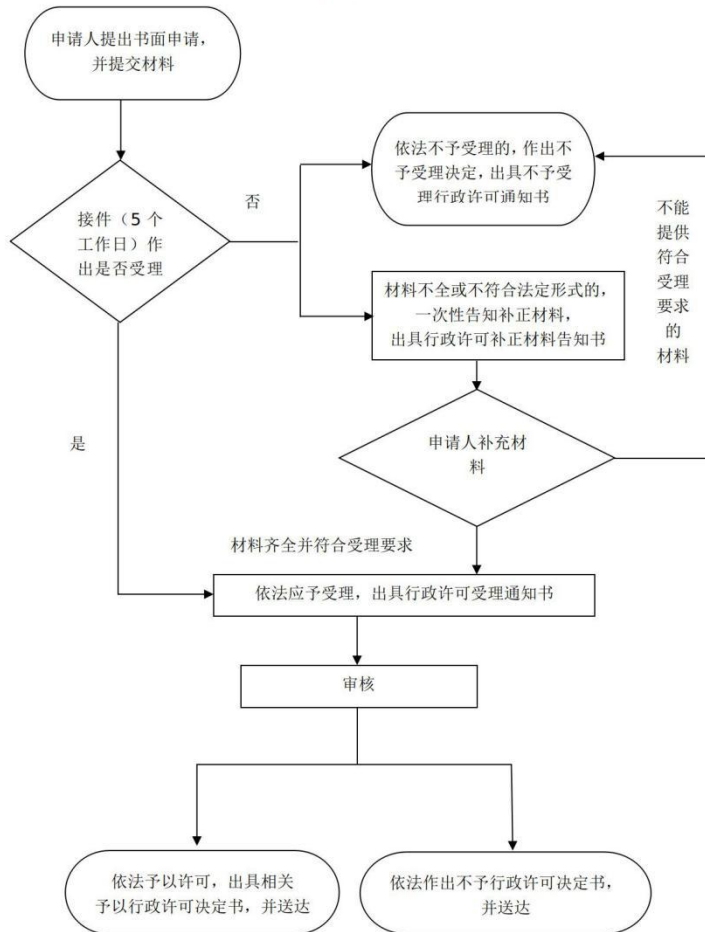 申请人提出书面申请，
并提交材料
依法不予受理的，作出不
予受理决定，出具不予受
理行政许可通知书
否
接件（5 个
工作日）作
出是否受理
不能
提供
符合
受理
要求
的
材料
材料不全或不符合法定形式的，
一次性告知补正材料，
出具行政许可补正材料告知书
是
申请人补充材
料
材料齐全并符合受理要求
依法应予受理，出具行政许可受理通知书
审核
依法予以许可，出具相关
予以行政许可决定书，并送达
依法作出不予行政许可决定书，
并送达